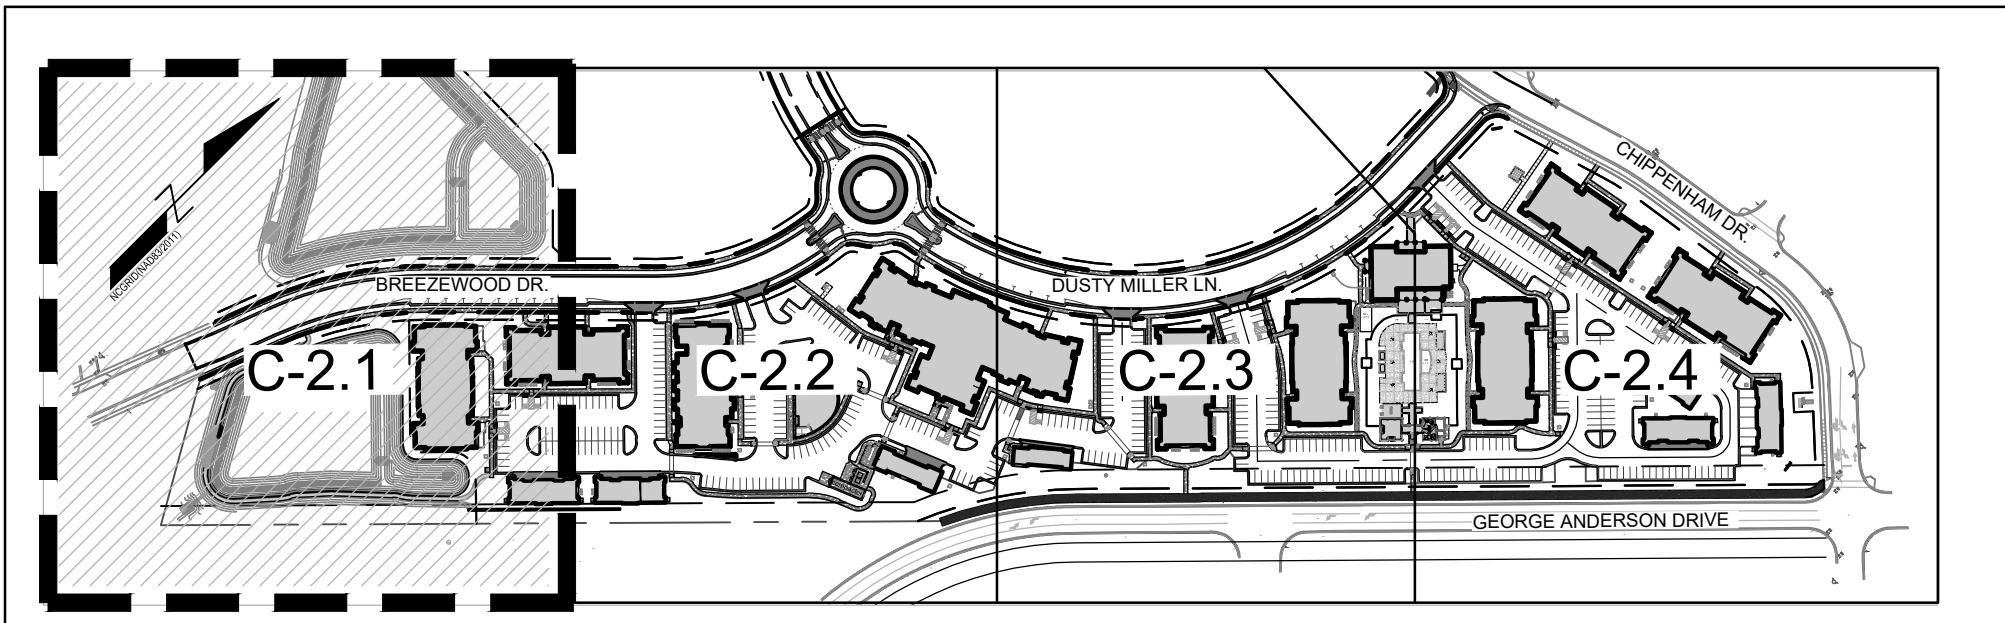 CHIPPENHAM DR.
NCGRID(NAD83/2011)
BREEZEWOOD DR.
DUSTY MILLER LN.
C-2.1
C-2.2
C-2.3
C-2.4
GEORGE ANDERSON DRIVE